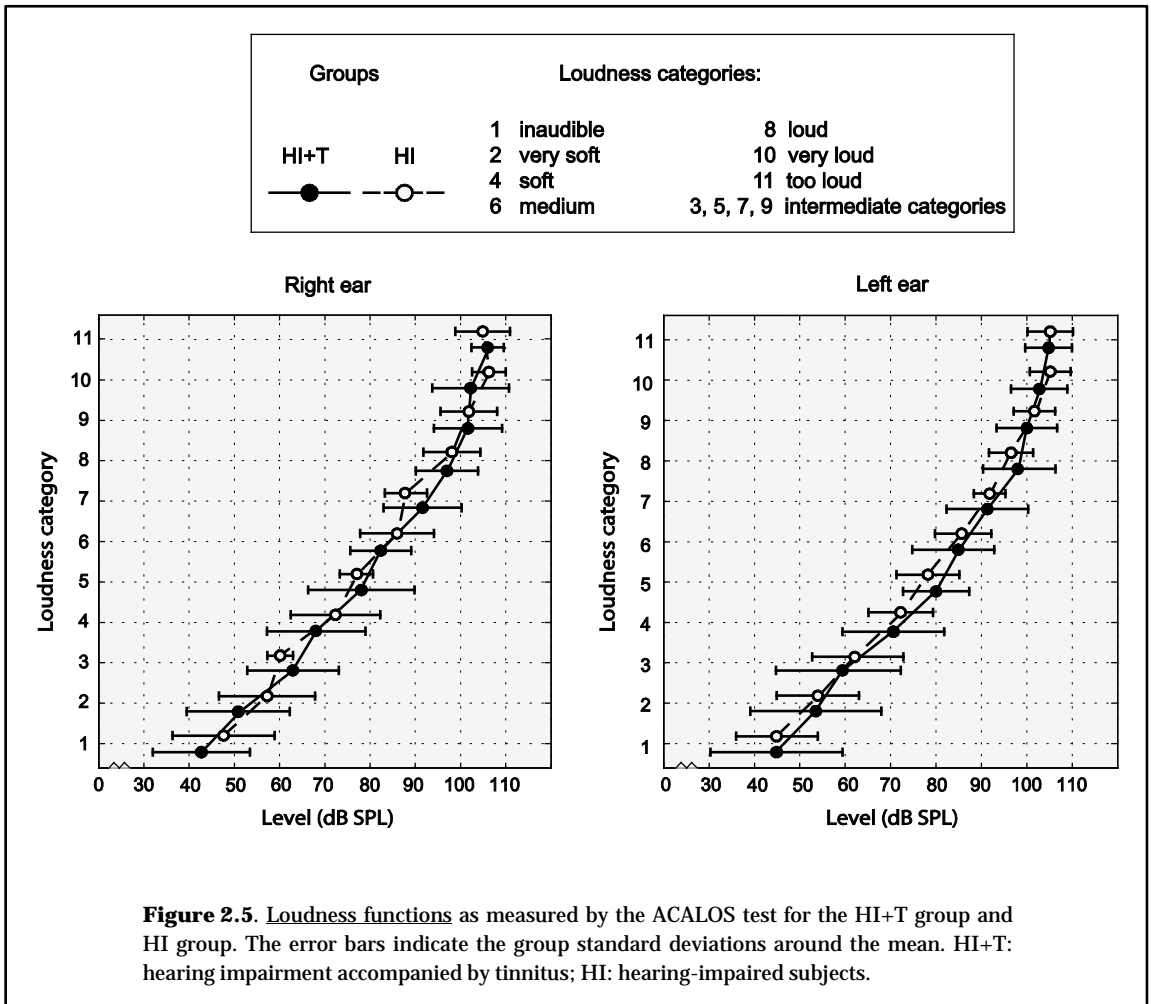 Groups
Loudness categories:
HI+T HI
1 inaudible
2 very soft
4 soft
6 medium
8 loud
10 very loud
11 too loud
3, 5, 7, 9 intermediate categories
Right ear
Loudness category
11
10
9
8
7
6
5
4
3
2
1
0 30 40 50 60 70 80 90 100 110
Level (dB SPL)
Left ear
Loudness category
11
10
9
8
7
6
5
4
3
2
1
0 30 40 50 60 70 80 90 100 110
Level (dB SPL)
Figure 2.5. Loudness functions as measured by the ACALOS test for the HI+T group and
HI group. The error bars indicate the group standard deviations around the mean. HI+T:
hearing impairment accompanied by tinnitus; HI: hearing-impaired subjects.